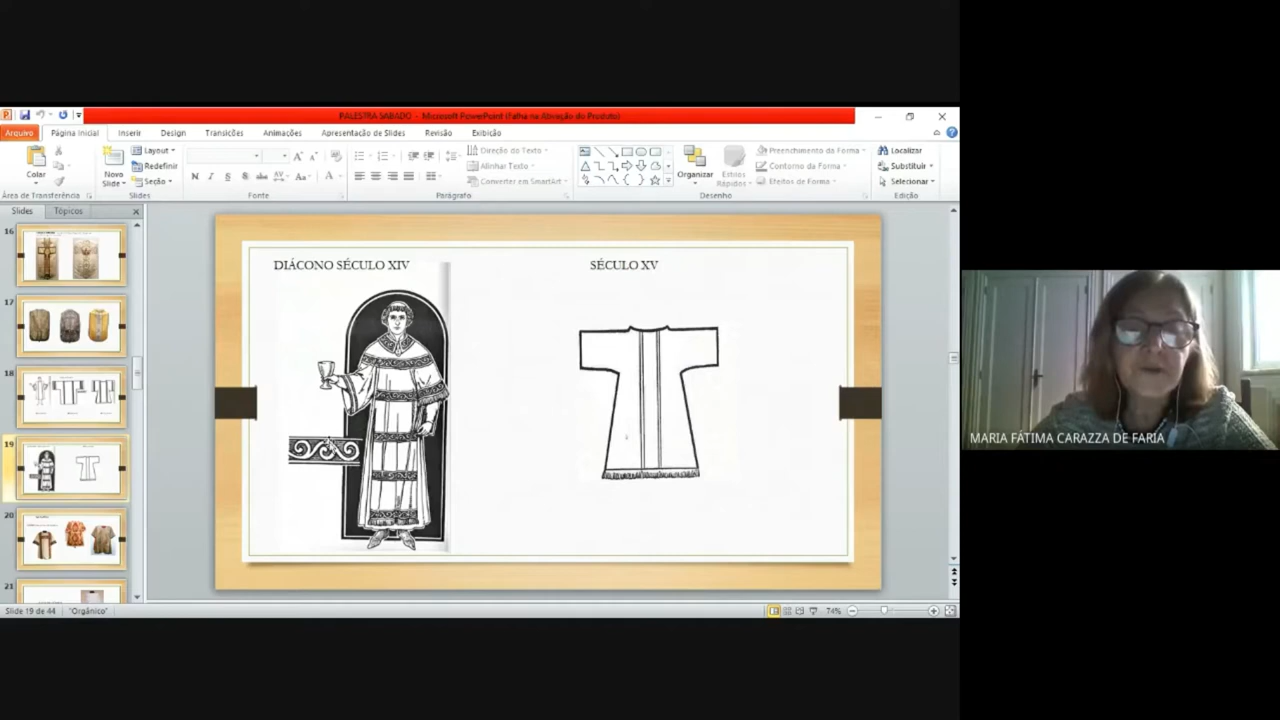 PALESTRA SABADO - Microsoft PowerPoint (Falha na Ativação do Produto)
Arquivo Página Inicial Inserir Design Transições Animações Apresentação de Slides Revisão Exibição
Colar
Novo Slide
Layout
Redefinir
Seção
Direção do Texto
Alinhar Texto
Converter em SmartArt
Organizar
Estilos Rápidos
Preenchimento da Forma
Contorno da Forma
Efeitos de Forma
Localizar
Substituir
Selecionar
Área de Transferência Slides Fonte Parágrafo Desenho Edição
Slides Tópicos
16
17
18
19
20
21
DIÁCONO SÉCULO XIV
SÉCULO XV
MARIA FÁTIMA CARAZZA DE FARIA
Slide 19 de 44 "Orgânico" 74%